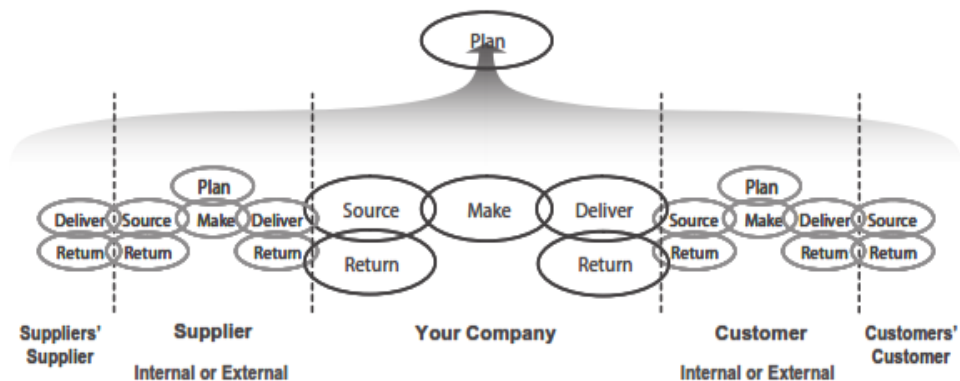 Plan
Plan
Plan
Deliver Source Make Deliver Source Make Deliver Source Make Deliver Source
Return Return Return Return Return Return Return Return
Suppliers' Supplier Your Company Customer Customers'
Supplier Customer
Internal or External Internal or External